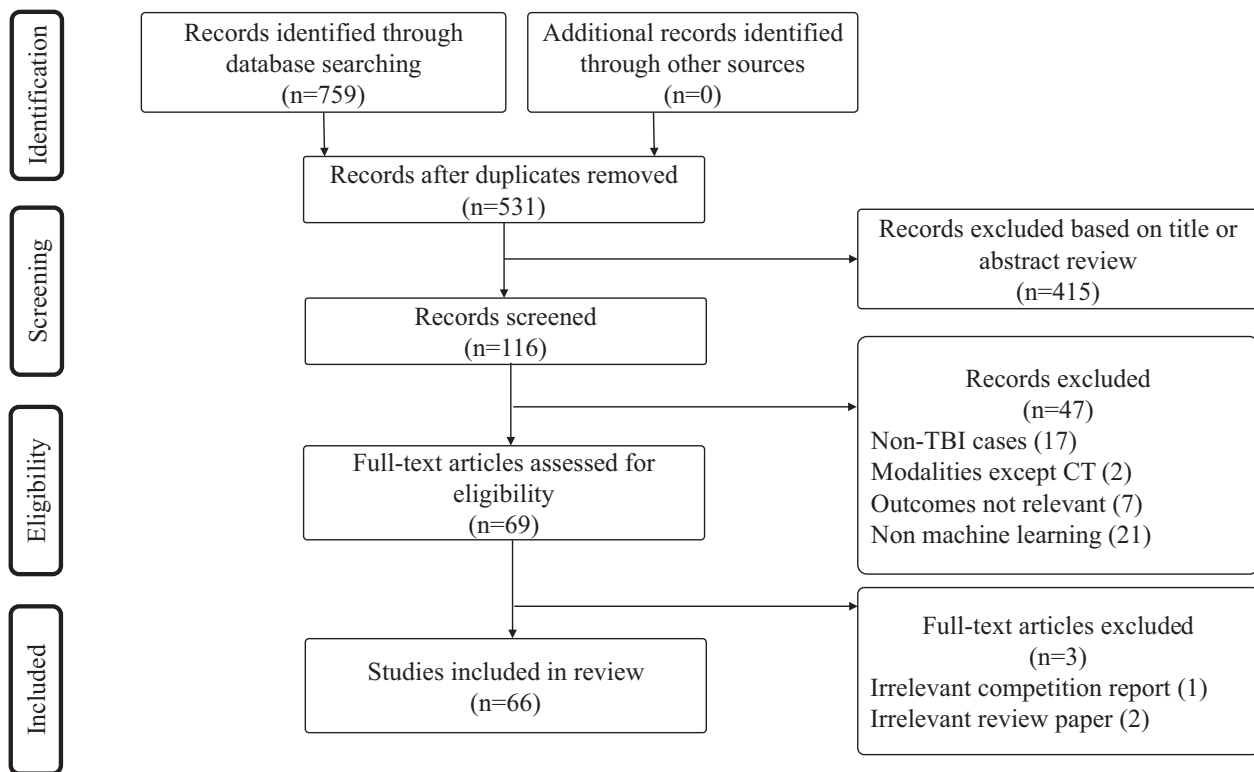 Identification
Records identified through
database searching
(n=759)
Additional records identified
through other sources
(n=0)
Records after duplicates removed
(n=531)
Screening
Records excluded based on title or
abstract review
(n=415)
Records screened
(n=116)
Eligibility
Records excluded
(n=47)
Non-TBI cases (17)
Modalities except CT (2)
Outcomes not relevant (7)
Non machine learning (21)
Full-text articles assessed for
eligibility
(n=69)
Included
Full-text articles excluded
(n=3)
Irrelevant competition report (1)
Irrelevant review paper (2)
Studies included in review
(n=66)